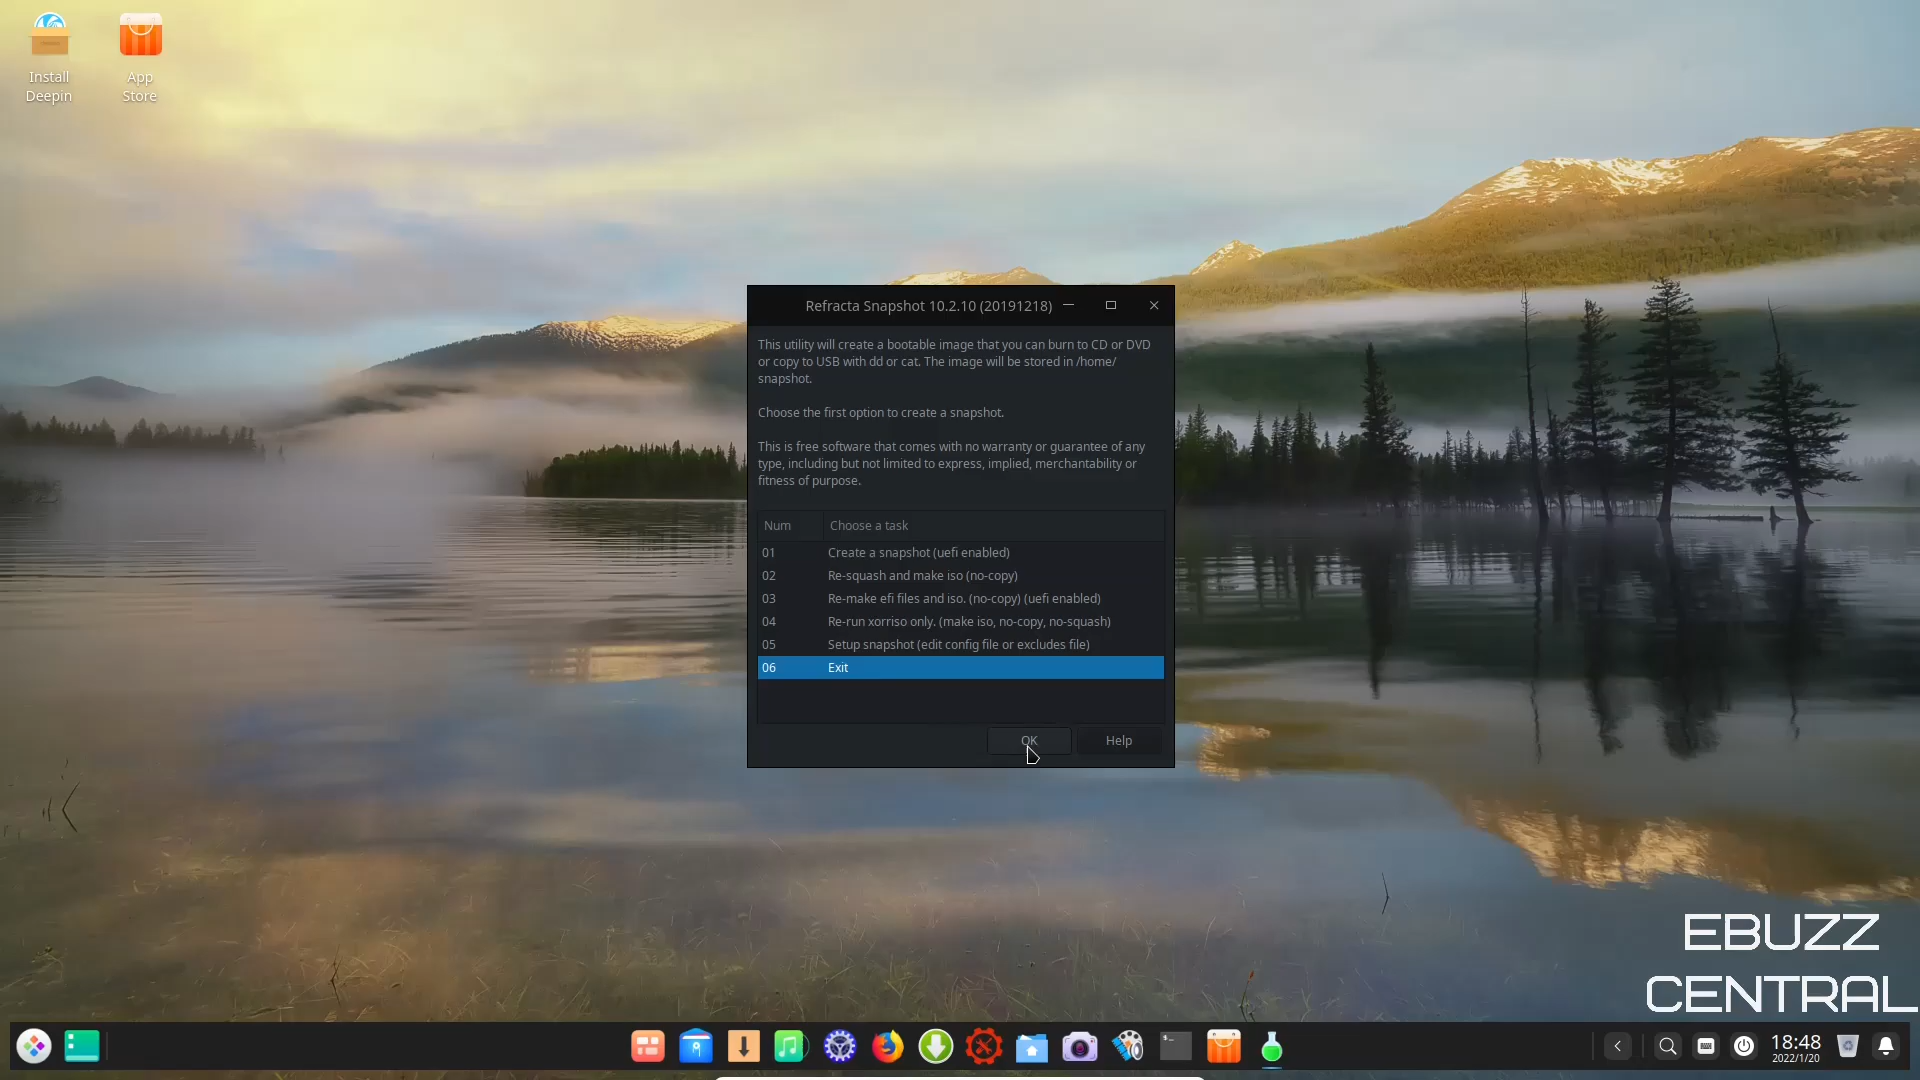 Install
Deepin
App
Store
Refracta Snapshot 10.2.10 (20191218)
This utility will create a bootable image that you can burn to CD or DVD
or copy to USB with dd or cat. The image will be stored in /home/
snapshot.
Choose the first option to create a snapshot.
This is free software that comes with no warranty or guarantee of any
type, including but not limited to express, implied, merchantability or
fitness of purpose.
Num Choose a task
01 Create a snapshot (uefi enabled)
02 Re-squash and make iso (no-copy)
03 Re-make efi files and iso. (no-copy) (uefi enabled)
04 Re-run xorriso only. (make iso, no-copy, no-squash)
05 Setup snapshot (edit config file or excludes file)
06 Exit
OK Help
EBUZZ
CENTRAL
18:48
2022/1/20